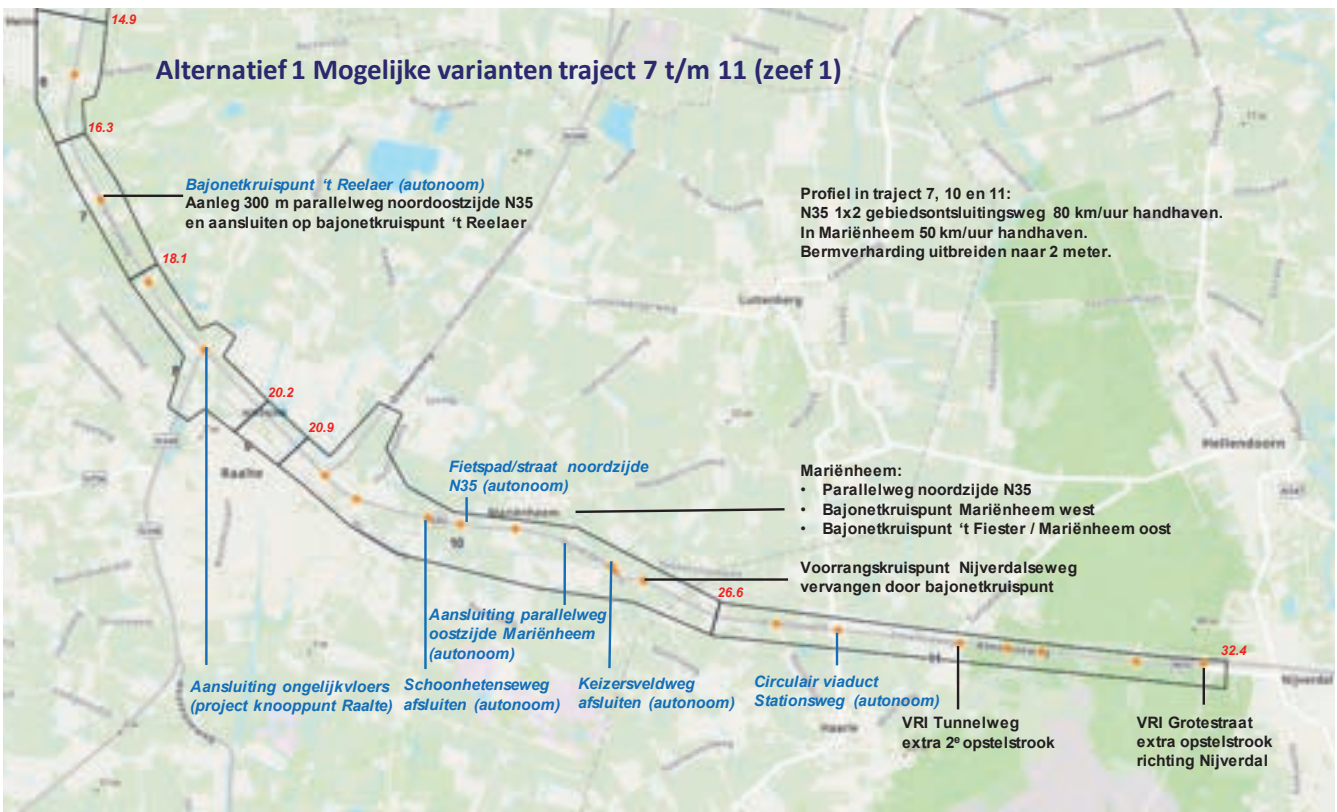 14.9
Alternatief 1 Mogelijke varianten traject 7 t/m 11 (zeef 1)
16.3
Bajonetkruispunt ‘t Reelaer (autonoom)
Aanleg 300 m parallelweg noordoostzijde N35
en aansluiten op bajonetkruispunt ‘t Reelaer
Profiel in traject 7, 10 en 11:
N35 1x2 gebiedsontsluitingsweg 80 km/uur handhaven.
In Mariënheem 50 km/uur handhaven.
Bermverharding uitbreiden naar 2 meter.
7
18.1
Luttenberg
20.2
20.9
Raalte
Hellendoorn
Fietspad/straat noordzijde
N35 (autonoom)
Mariënheem
10
Mariënheem:
• Parallelweg noordzijde N35
• Bajonetkruispunt Mariënheem west
• Bajonetkruispunt ‘t Fiester / Mariënheem oost
Voorrangskruispunt Nijverdalseweg
vervangen door bajonetkruispunt
26.6
Aansluiting parallelweg
oostzijde Mariënheem
(autonoom)
11
32.4
Nijverdal
Aansluiting ongelijkvloers
(project knooppunt Raalte)
Schoonhetenseweg
afsluiten (autonoom)
Keizersveldweg
afsluiten (autonoom)
Circulair viaduct
Stationsweg (autonoom)
Haarle
VRI Tunnelweg
extra 2e opstelstrook
VRI Grotestraat
extra opstelstrook
richting Nijverdal